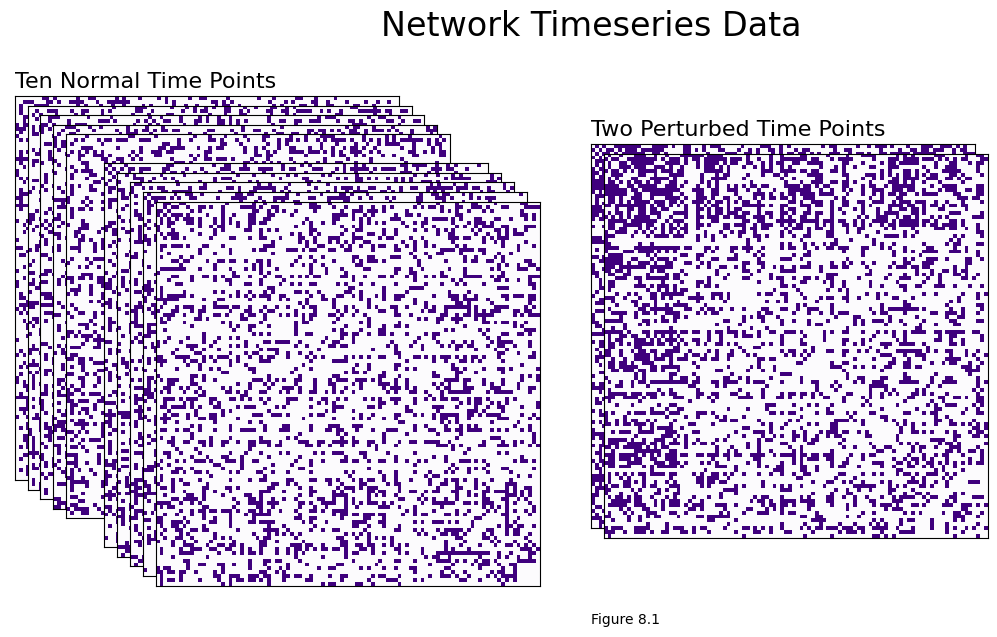 Network Timeseries Data
Ten Normal Time Points
Two Perturbed Time Points
Figure 8.1